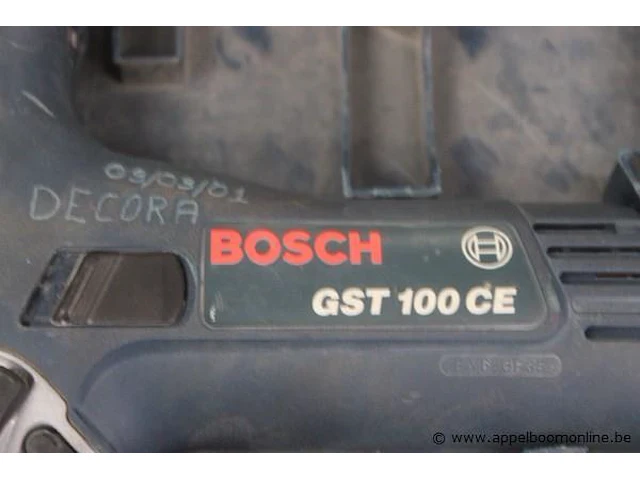 03/03/01
DECORA
BOSCH
GST 100 CE
© www.appelboomonline.be